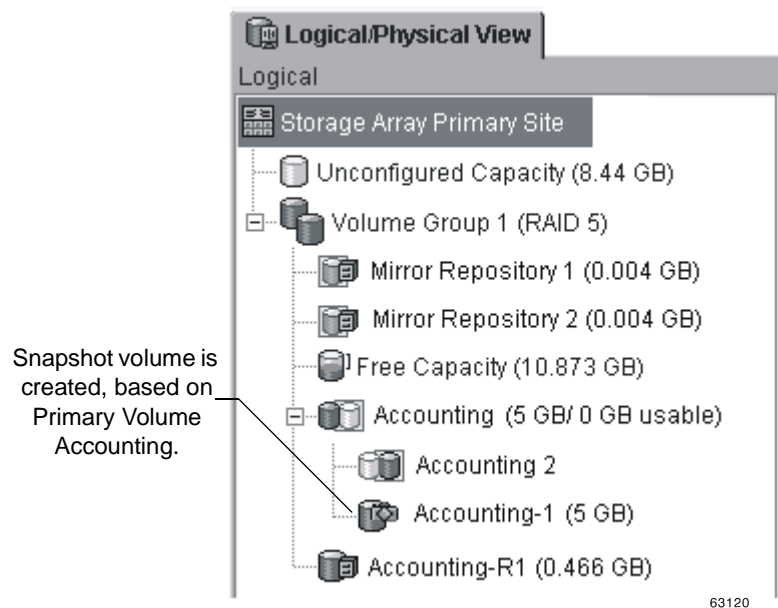 Logical/Physical View
Logical
Storage Array Primary Site
Unconfigured Capacity (8.44 GB)
Volume Group 1 (RAID 5)
Mirror Repository 1 (0.004 GB)
Mirror Repository 2 (0.004 GB)
Free Capacity (10.873 GB)
Accounting (5 GB/ 0 GB usable)
Accounting 2
Accounting-1 (5 GB)
Accounting-R1 (0.466 GB)
Snapshot volume is
created, based on
Primary Volume
Accounting.
63120